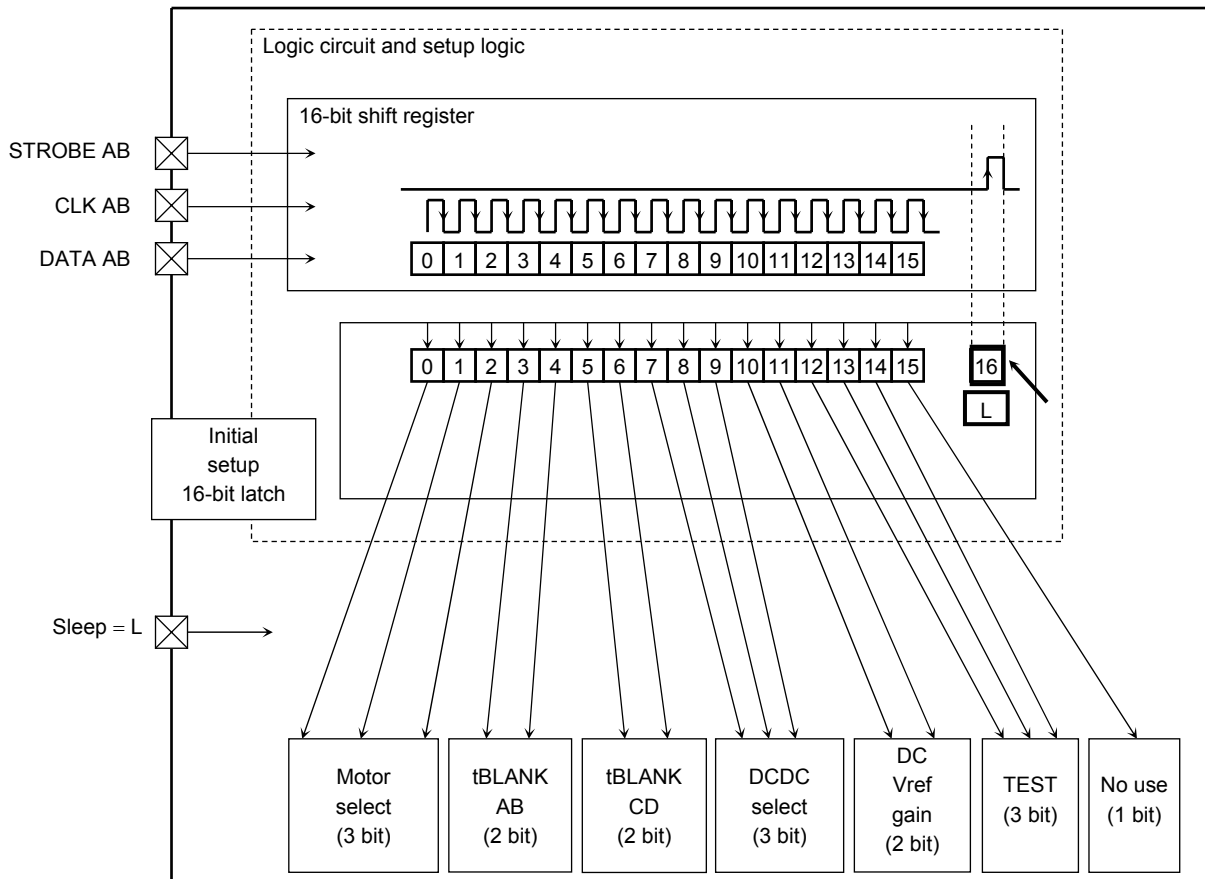 Logic circuit and setup logic
16-bit shift register
STROBE AB
CLK AB
DATA AB
0 1 2 3 4 5 6 7 8 9 10 11 12 13 14 15
0 1 2 3 4 5 6 7 8 9 10 11 12 13 14 15 16
L
Initial
setup
16-bit latch
Sleep = L
Motor
select
(3 bit)
tBLANK
AB
(2 bit)
tBLANK
CD
(2 bit)
DCDC
select
(3 bit)
DC
Vref
gain
(2 bit)
TEST
(3 bit)
No use
(1 bit)